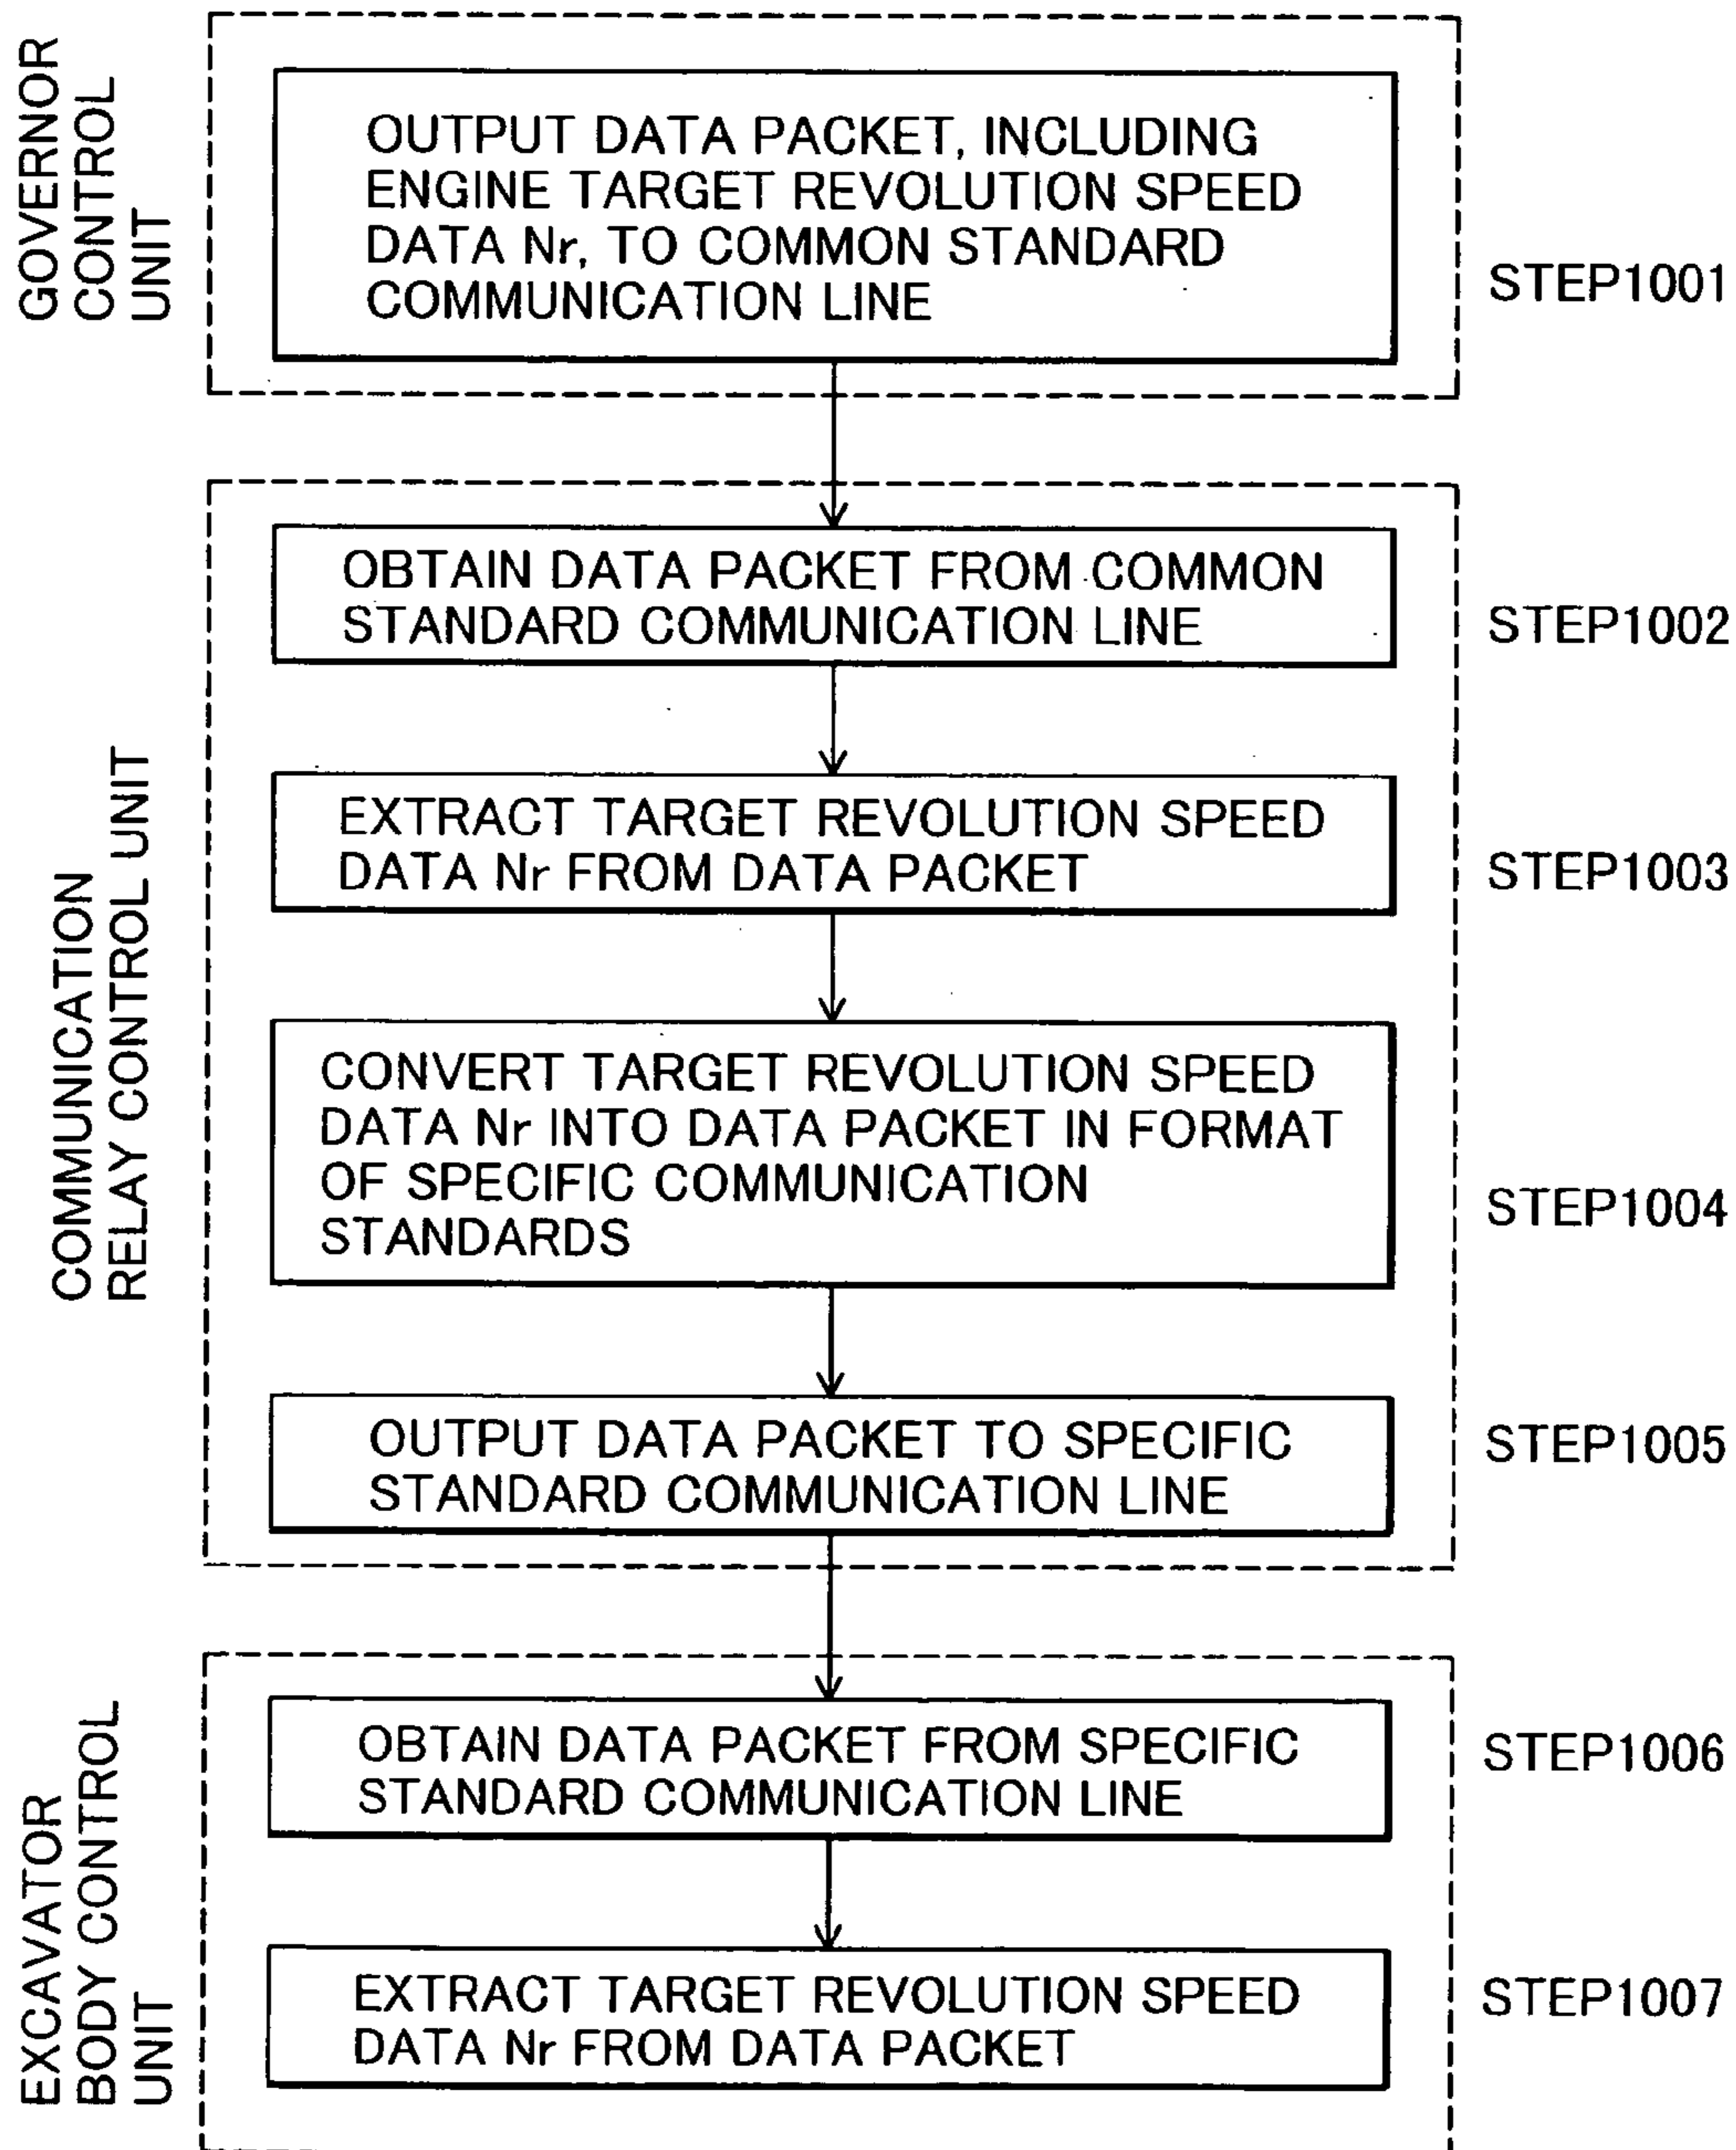 GOVERNOR
CONTROL
UNIT
OUTPUT DATA PACKET, INCLUDING
ENGINE TARGET REVOLUTION SPEED
DATA Nr, TO COMMON STANDARD
COMMUNICATION LINE
STEP1001
COMMUNICATION
RELAY CONTROL UNIT
OBTAIN DATA PACKET FROM COMMON
STANDARD COMMUNICATION LINE
STEP1002
EXTRACT TARGET REVOLUTION SPEED
DATA Nr FROM DATA PACKET
STEP1003
CONVERT TARGET REVOLUTION SPEED
DATA Nr INTO DATA PACKET IN FORMAT
OF SPECIFIC COMMUNICATION
STANDARDS
STEP1004
OUTPUT DATA PACKET TO SPECIFIC
STANDARD COMMUNICATION LINE
STEP1005
EXCAVATOR
BODY CONTROL
UNIT
OBTAIN DATA PACKET FROM SPECIFIC
STANDARD COMMUNICATION LINE
STEP1006
EXTRACT TARGET REVOLUTION SPEED
DATA Nr FROM DATA PACKET
STEP1007